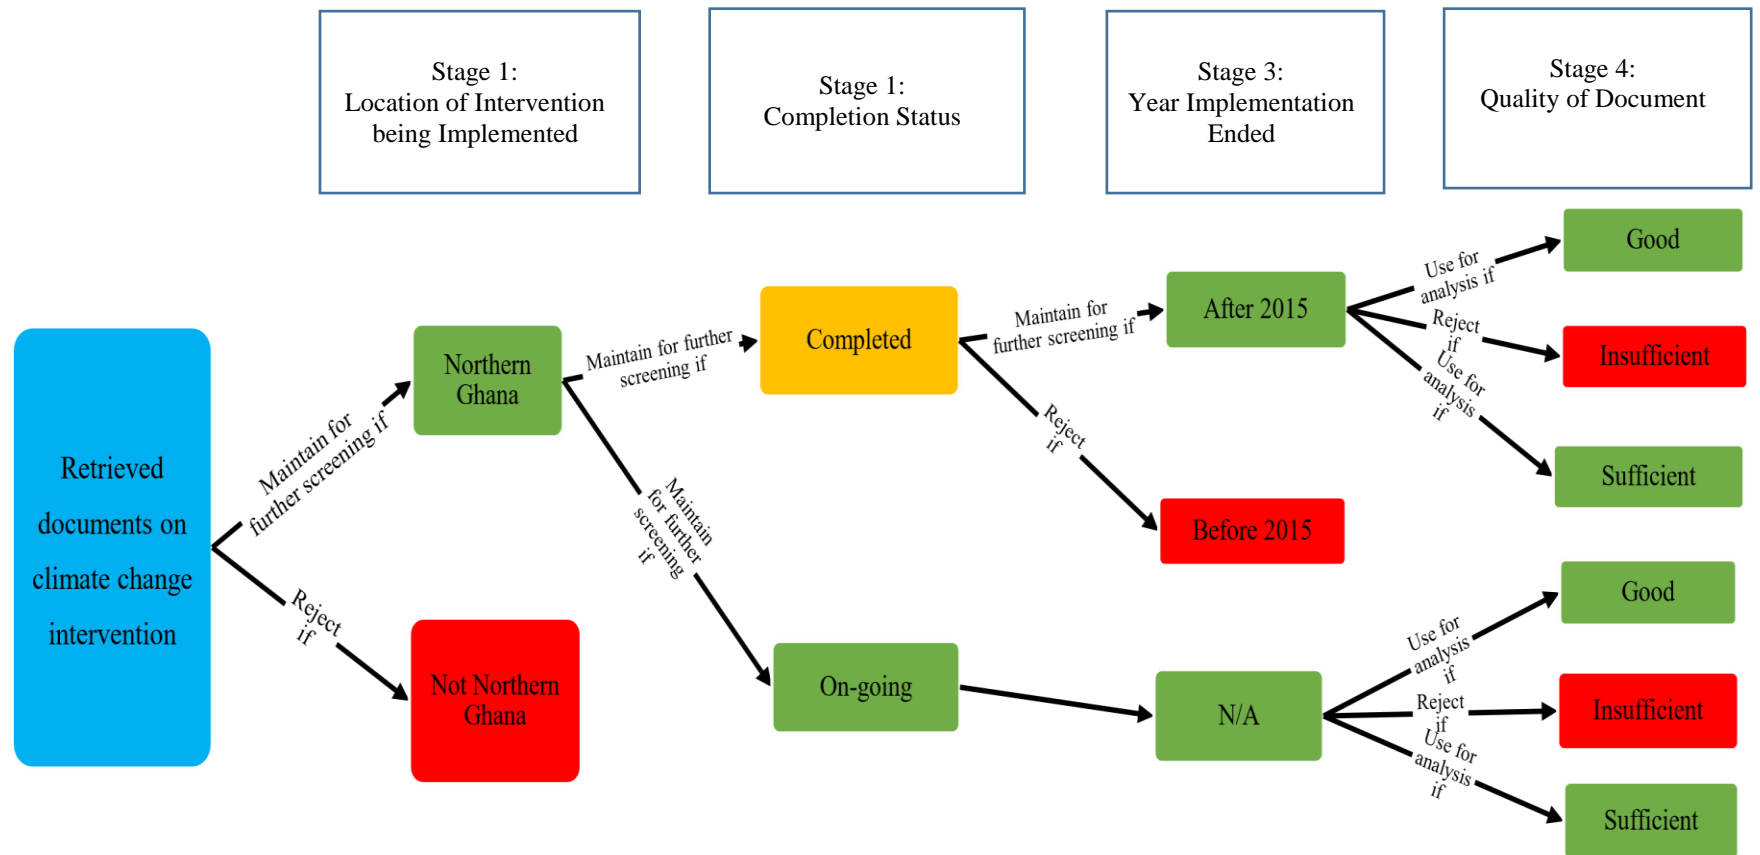 Stage 1:
Location of Intervention
being Implemented
Stage 1:
Completion Status
Stage 3:
Year Implementation
Ended
Stage 4:
Quality of Document
Retrieved
documents on
climate change
intervention
Maintain for
further screening if
Reject
if
Northern
Ghana
Not Northern
Ghana
Maintain for further
screening if
Maintain
for further
screening
if
Completed
On-going
Maintain for
further screening if
Reject
if
After 2015
Before 2015
N/A
Use for
analysis if
Reject
if
Use for
analysis
if
Good
Insufficient
Sufficient
Use for
analysis
if
Reject
if
Use for
analysis
if
Good
Insufficient
Sufficient